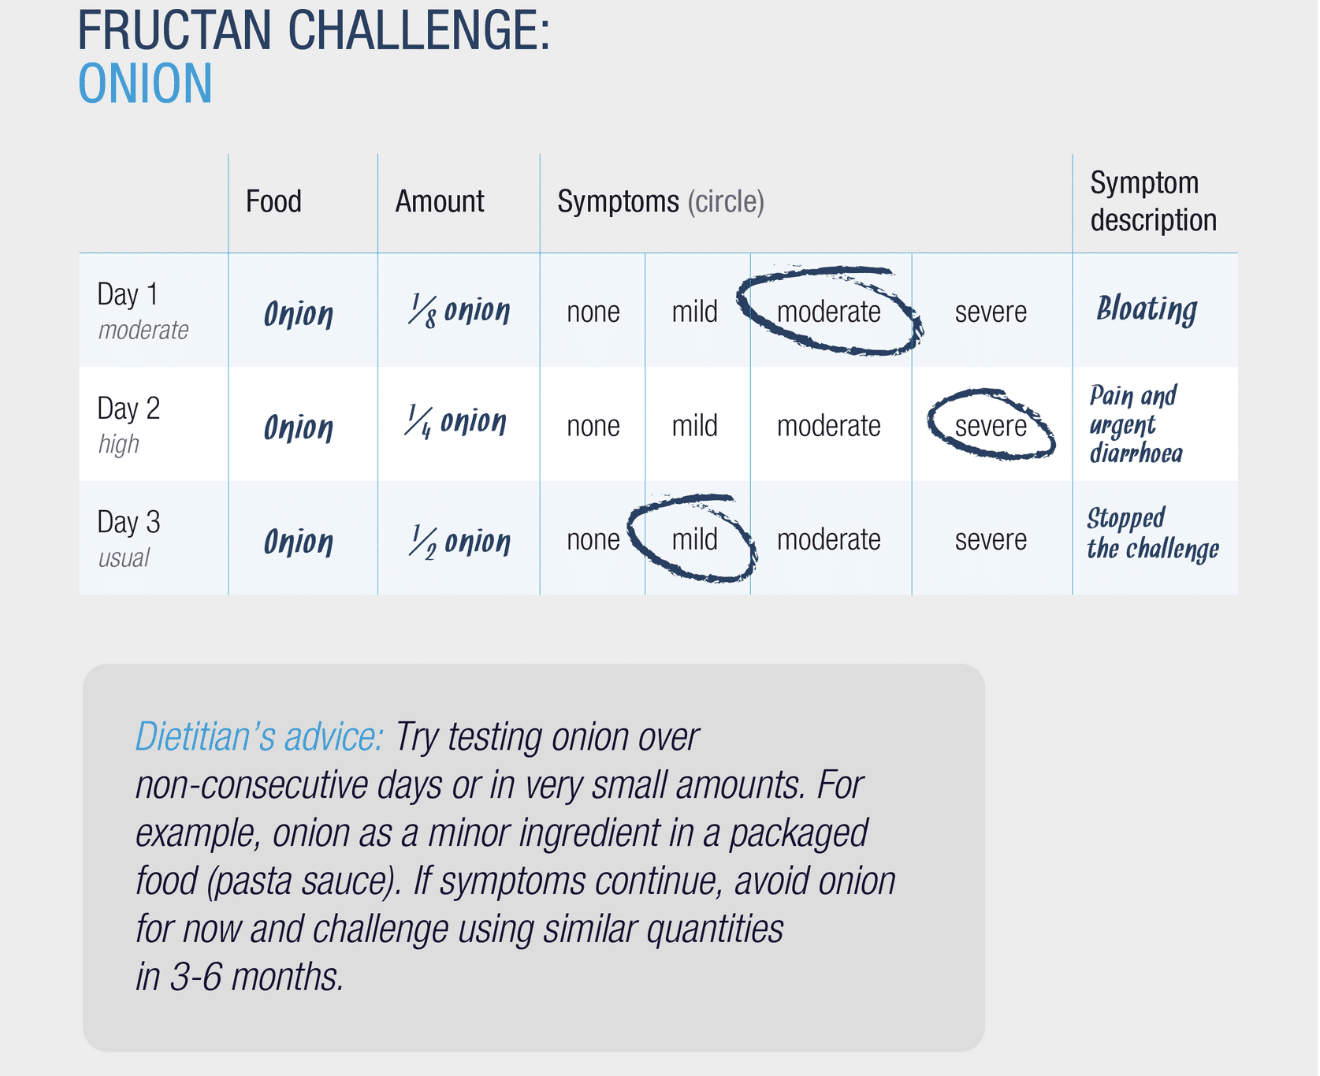 FRUCTAN CHALLENGE:
ONION
Food Amount Symptoms (circle) Symptom description
Day 1 moderate Onion 1/8 onion none mild moderate severe Bloating
Day 2 high Onion 1/4 onion none mild moderate severe Pain and urgent diarrhoea
Day 3 usual Onion 1/2 onion none mild moderate severe Stopped the challenge
Dietitian's advice: Try testing onion over
non-consecutive days or in very small amounts. For
example, onion as a minor ingredient in a packaged
food (pasta sauce). If symptoms continue, avoid onion
for now and challenge using similar quantities
in 3-6 months.